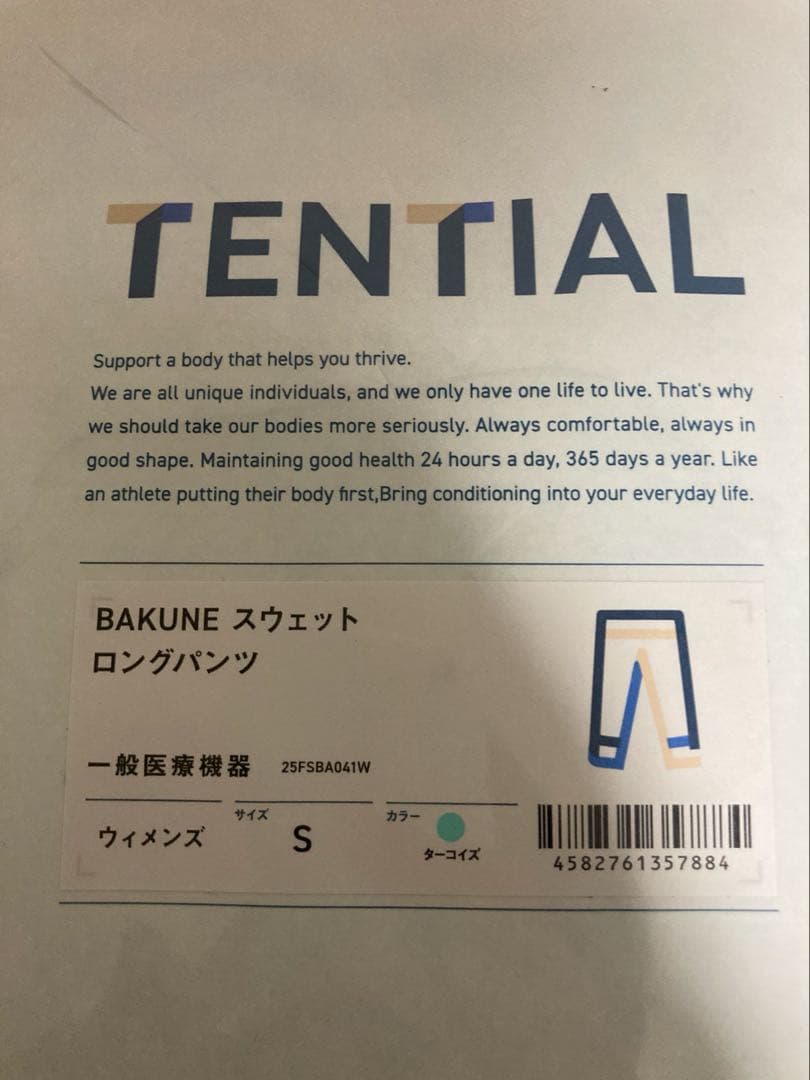 TENTIAL
Support a body that helps you thrive.
We are all unique individuals, and we only have one life to live. That's why
we should take our bodies more seriously. Always comfortable, always in
good shape. Maintaining good health 24 hours a day, 365 days a year. Like
an athlete putting their body first,Bring conditioning into your everyday life.
BAKUNE スウェット
ロングパンツ
一般医療機器 25FSBA041W
ウィメンズ サイズ S カラー ターコイズ
4582761357884